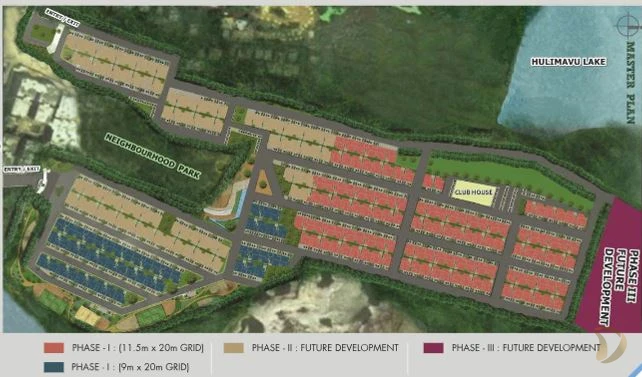 ENTRY / EXIT
HULIMAVU LAKE
MASTER PLAN
NEIGHBOURHOOD PARK
ENTRY / EXIT
CLUB HOUSE
PHASE III
FUTURE
DEVELOPMENT
PHASE - I : (11.5m x 20m GRID)
PHASE - II : FUTURE DEVELOPMENT
PHASE - III : FUTURE DEVELOPMENT
PHASE - I : (9m x 20m GRID)